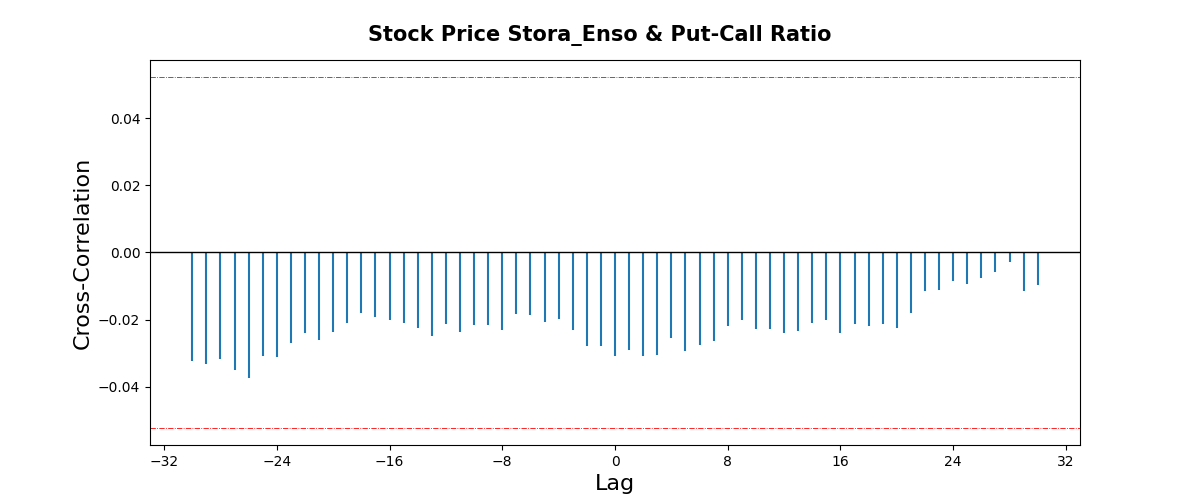 Stock Price Stora_Enso & Put-Call Ratio
Cross-Correlation
0.04
0.02
0.00
−0.02
−0.04
−32 −24 −16 −8 0 8 16 24 32
Lag